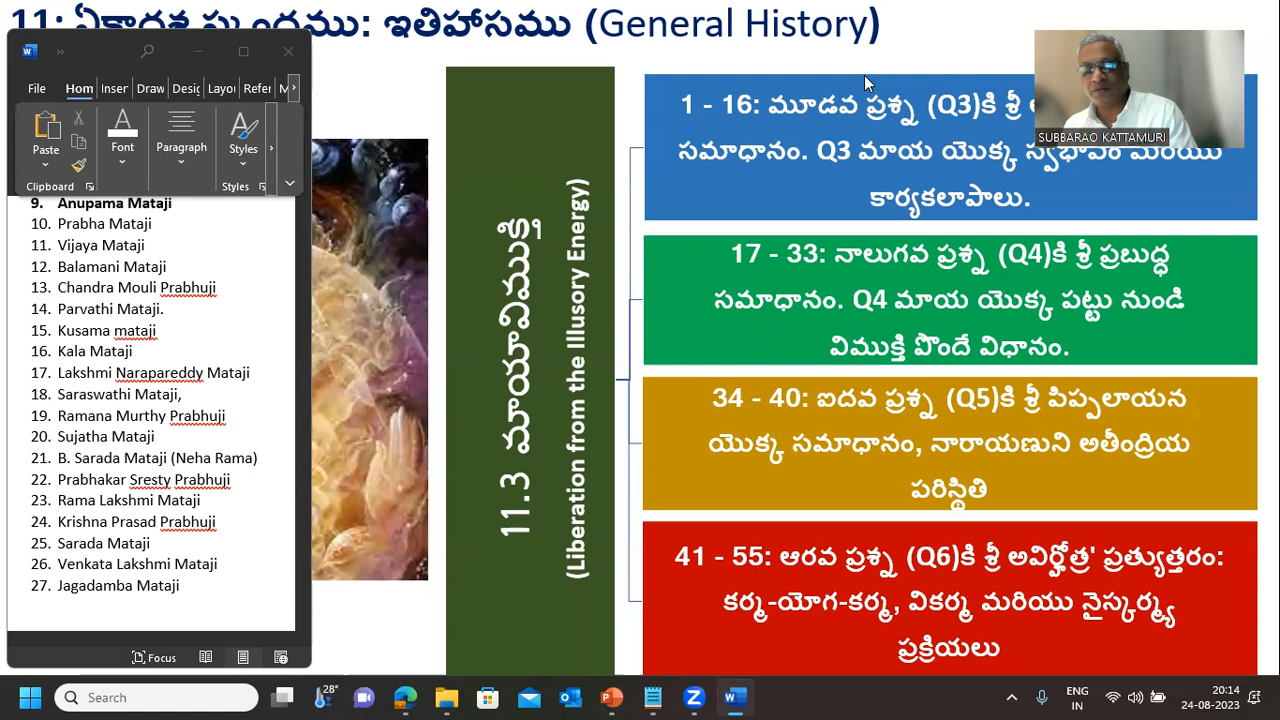 11: ఏకాదశ స్కంధము: ఇతిహాసము (General History)
File Hom Inser Draw Desig Layou Refer M
Paste Font Paragraph Styles
Clipboard Styles
9. Anupama Mataji
10. Prabha Mataji
11. Vijaya Mataji
12. Balamani Mataji
13. Chandra Mouli Prabhuji
14. Parvathi Mataji.
15. Kusama mataji
16. Kala Mataji
17. Lakshmi Narapareddy Mataji
18. Saraswathi Mataji,
19. Ramana Murthy Prabhuji
20. Sujatha Mataji
21. B. Sarada Mataji (Neha Rama)
22. Prabhakar Sresty Prabhuji
23. Rama Lakshmi Mataji
24. Krishna Prasad Prabhuji
25. Sarada Mataji
26. Venkata Lakshmi Mataji
27. Jagadamba Mataji
Focus
11.3 మాయావిముక్తి
(Liberation from the Illusory Energy)
1 - 16: మూడవ ప్రశ్న (Q3)కి శ్రీ
సమాధానం. Q3 మాయ యొక్క స్వభావం మరియు
కార్యకలాపాలు.
17 - 33: నాలుగవ ప్రశ్న (Q4)కి శ్రీ ప్రబుద్ధ
సమాధానం. Q4 మాయ యొక్క పట్టు నుండి
విముక్తి పొందే విధానం.
34 - 40: ఐదవ ప్రశ్న (Q5)కి శ్రీ పిప్పలాయన
యొక్క సమాధానం, నారాయణుని అతీంద్రియ
పరిస్థితి
41 - 55: ఆరవ ప్రశ్న (Q6)కి శ్రీ అవిర్హోత్ర' ప్రత్యుత్తరం:
కర్మ-యోగ-కర్మ, వికర్మ మరియు నైస్కర్మ్య
ప్రక్రియలు
SUBBARAO KATTAMURI
Search
28°
ENG
IN
20:14
24-08-2023